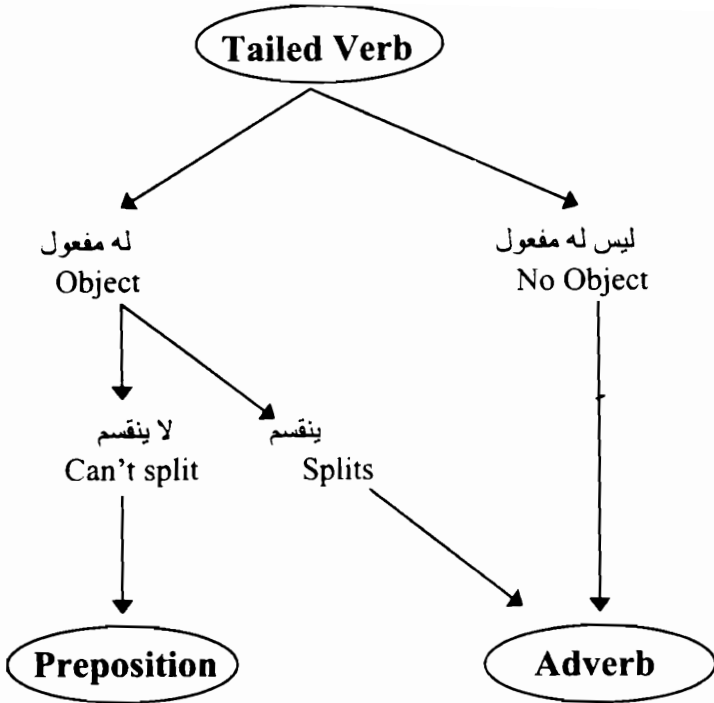 Tailed Verb
له مفعول
Object
ليس له مفعول
No Object
لا ينقسم
Can't split
ينقسم
Splits
Preposition
Adverb